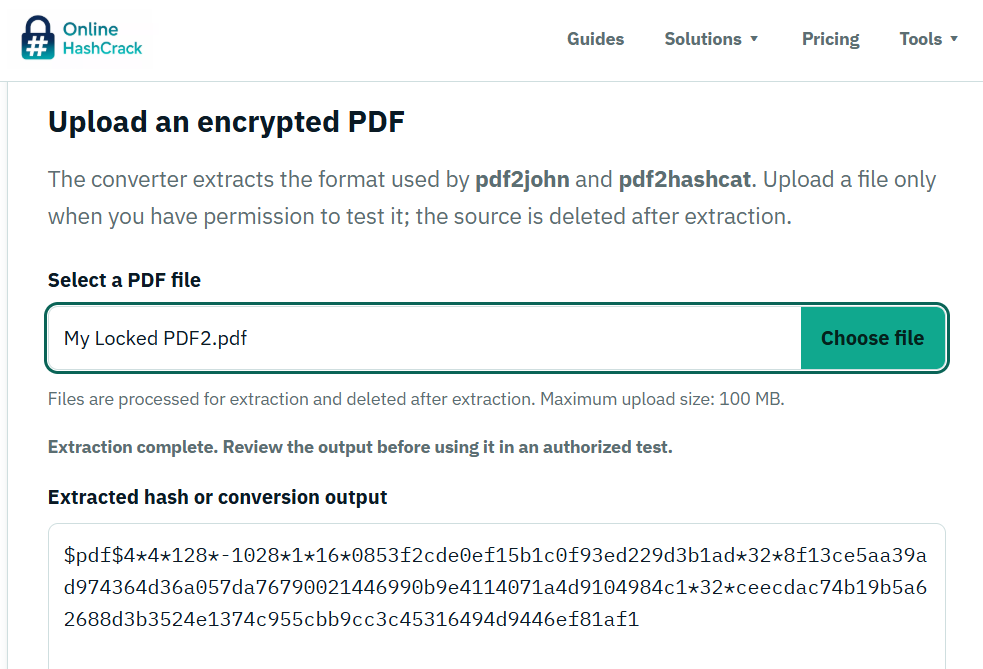 Online
HashCrack
Guides Solutions ▼ Pricing Tools ▼
Upload an encrypted PDF
The converter extracts the format used by pdf2john and pdf2hashcat. Upload a file only
when you have permission to test it; the source is deleted after extraction.
Select a PDF file
My Locked PDF2.pdf Choose file
Files are processed for extraction and deleted after extraction. Maximum upload size: 100 MB.
Extraction complete. Review the output before using it in an authorized test.
Extracted hash or conversion output
$pdf$4*4*128*-1028*1*16*0853f2cde0ef15b1c0f93ed229d3b1ad*32*8f13ce5aa39a
d974364d36a057da76790021446990b9e4114071a4d9104984c1*32*ceecdac74b19b5a6
2688d3b3524e1374c955cbb9cc3c45316494d9446ef81af1